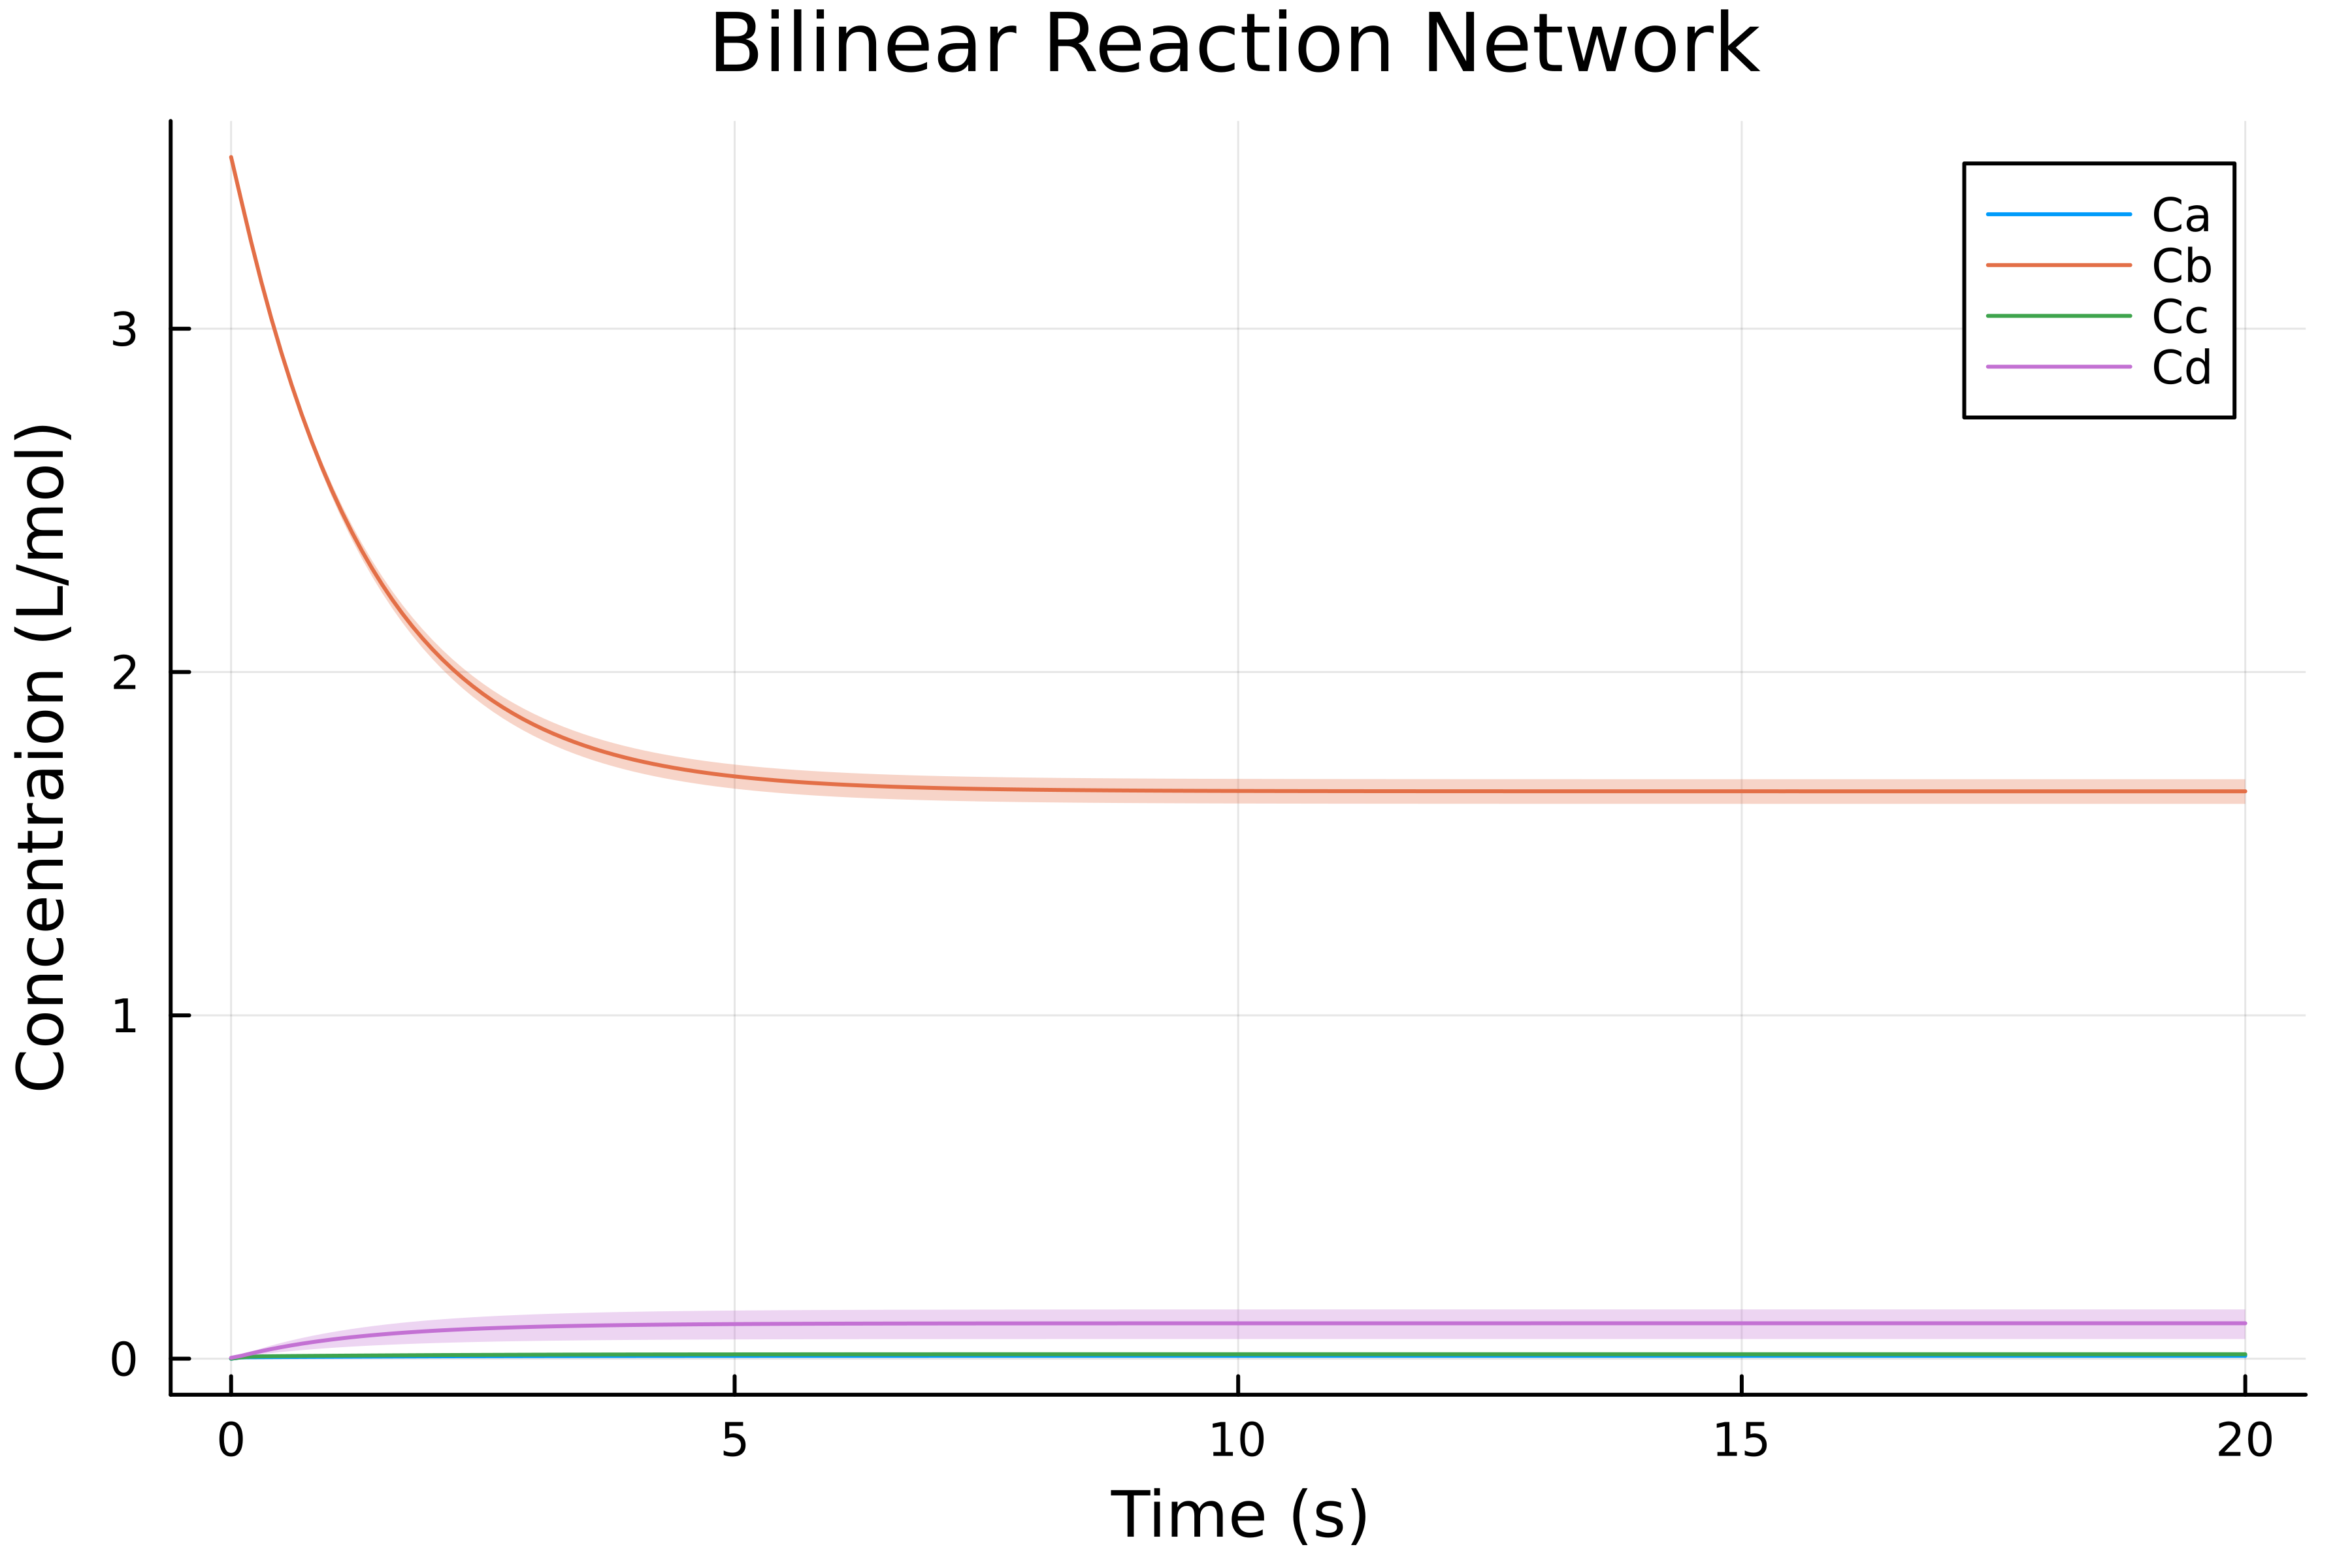 Bilinear Reaction Network
Concentraion (L/mol)
3
2
1
0
Ca
Cb
Cc
Cd
0 5 10 15 20
Time (s)